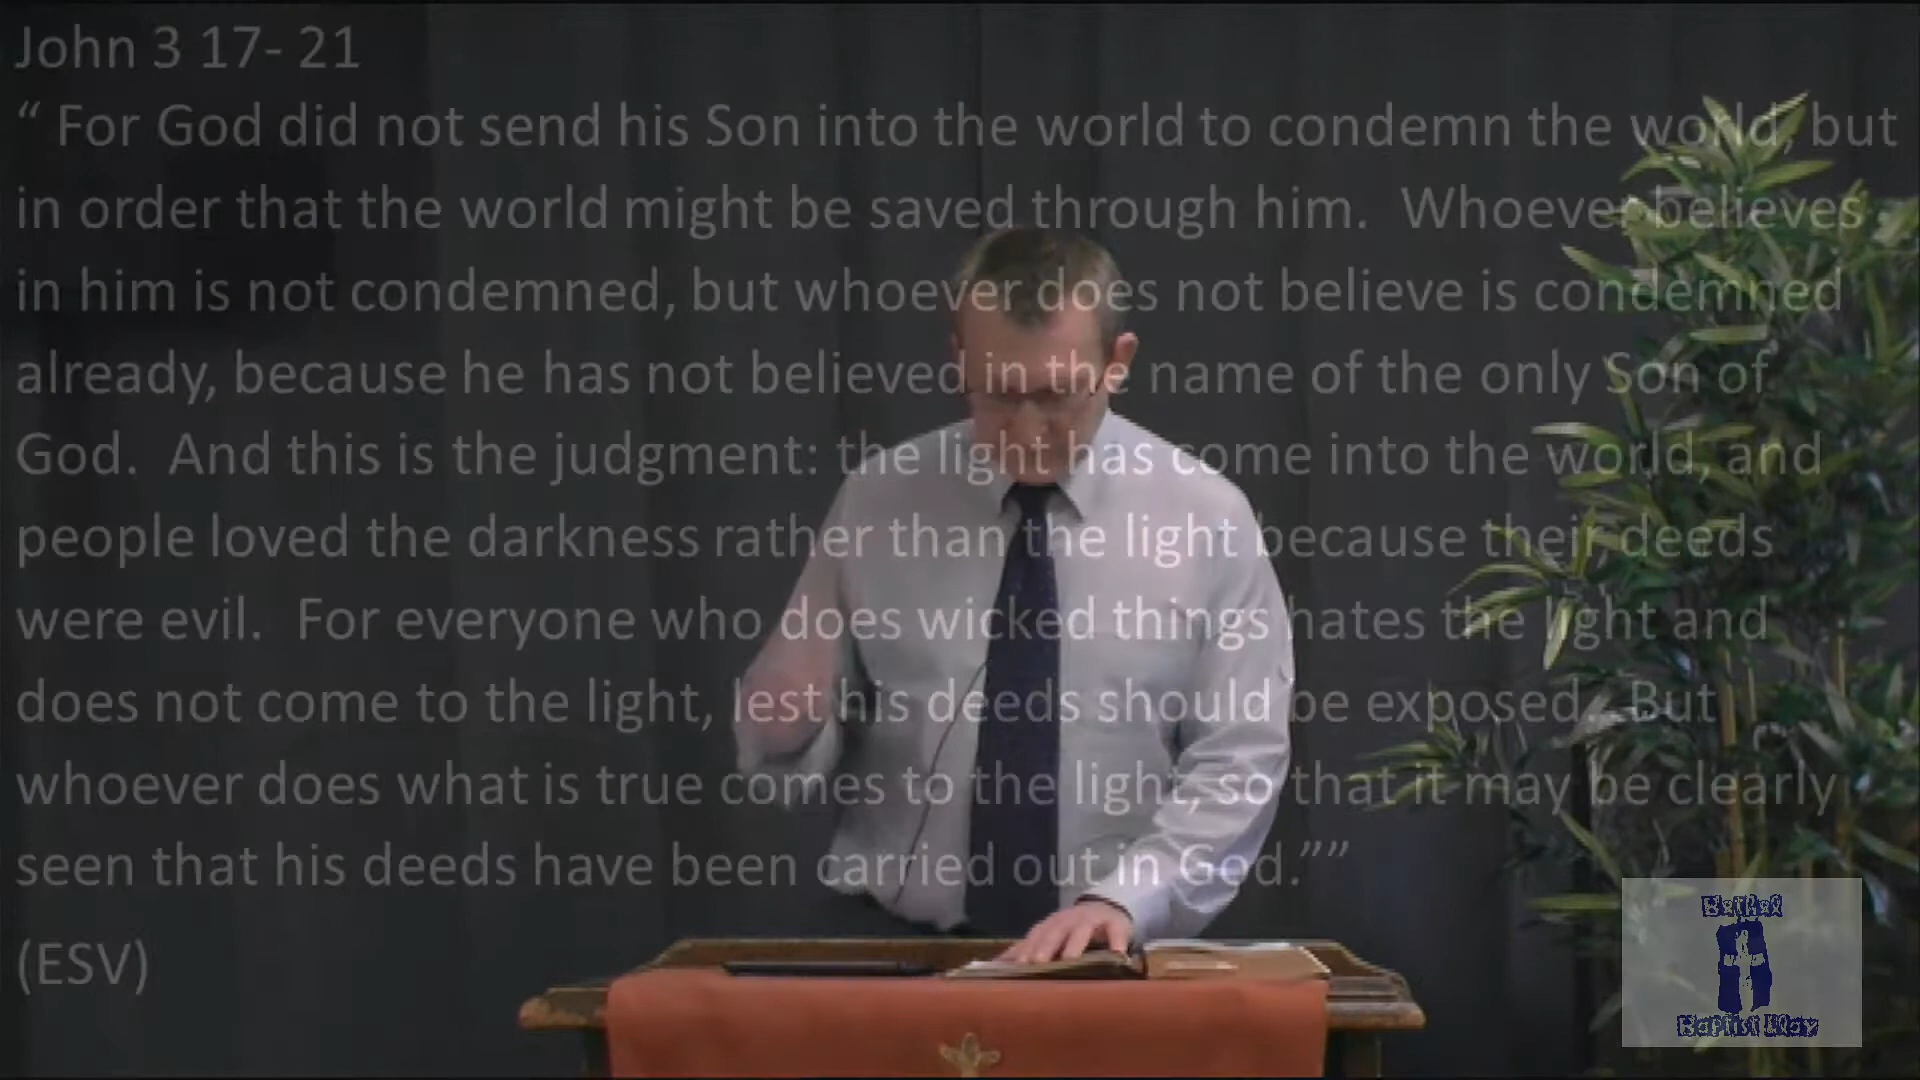 John 3 17- 21
“ For God did not send his Son into the world to condemn the world, but
in order that the world might be saved through him.  Whoever believes
in him is not condemned, but whoever does not believe is condemned
already, because he has not believed in the name of the only Son of
God.  And this is the judgment: the light has come into the world, and
people loved the darkness rather than the light because their deeds
were evil.  For everyone who does wicked things hates the light and
does not come to the light, lest his deeds should be exposed.  But
whoever does what is true comes to the light, so that it may be clearly
seen that his deeds have been carried out in God.””
(ESV)
Bethel
Baptist